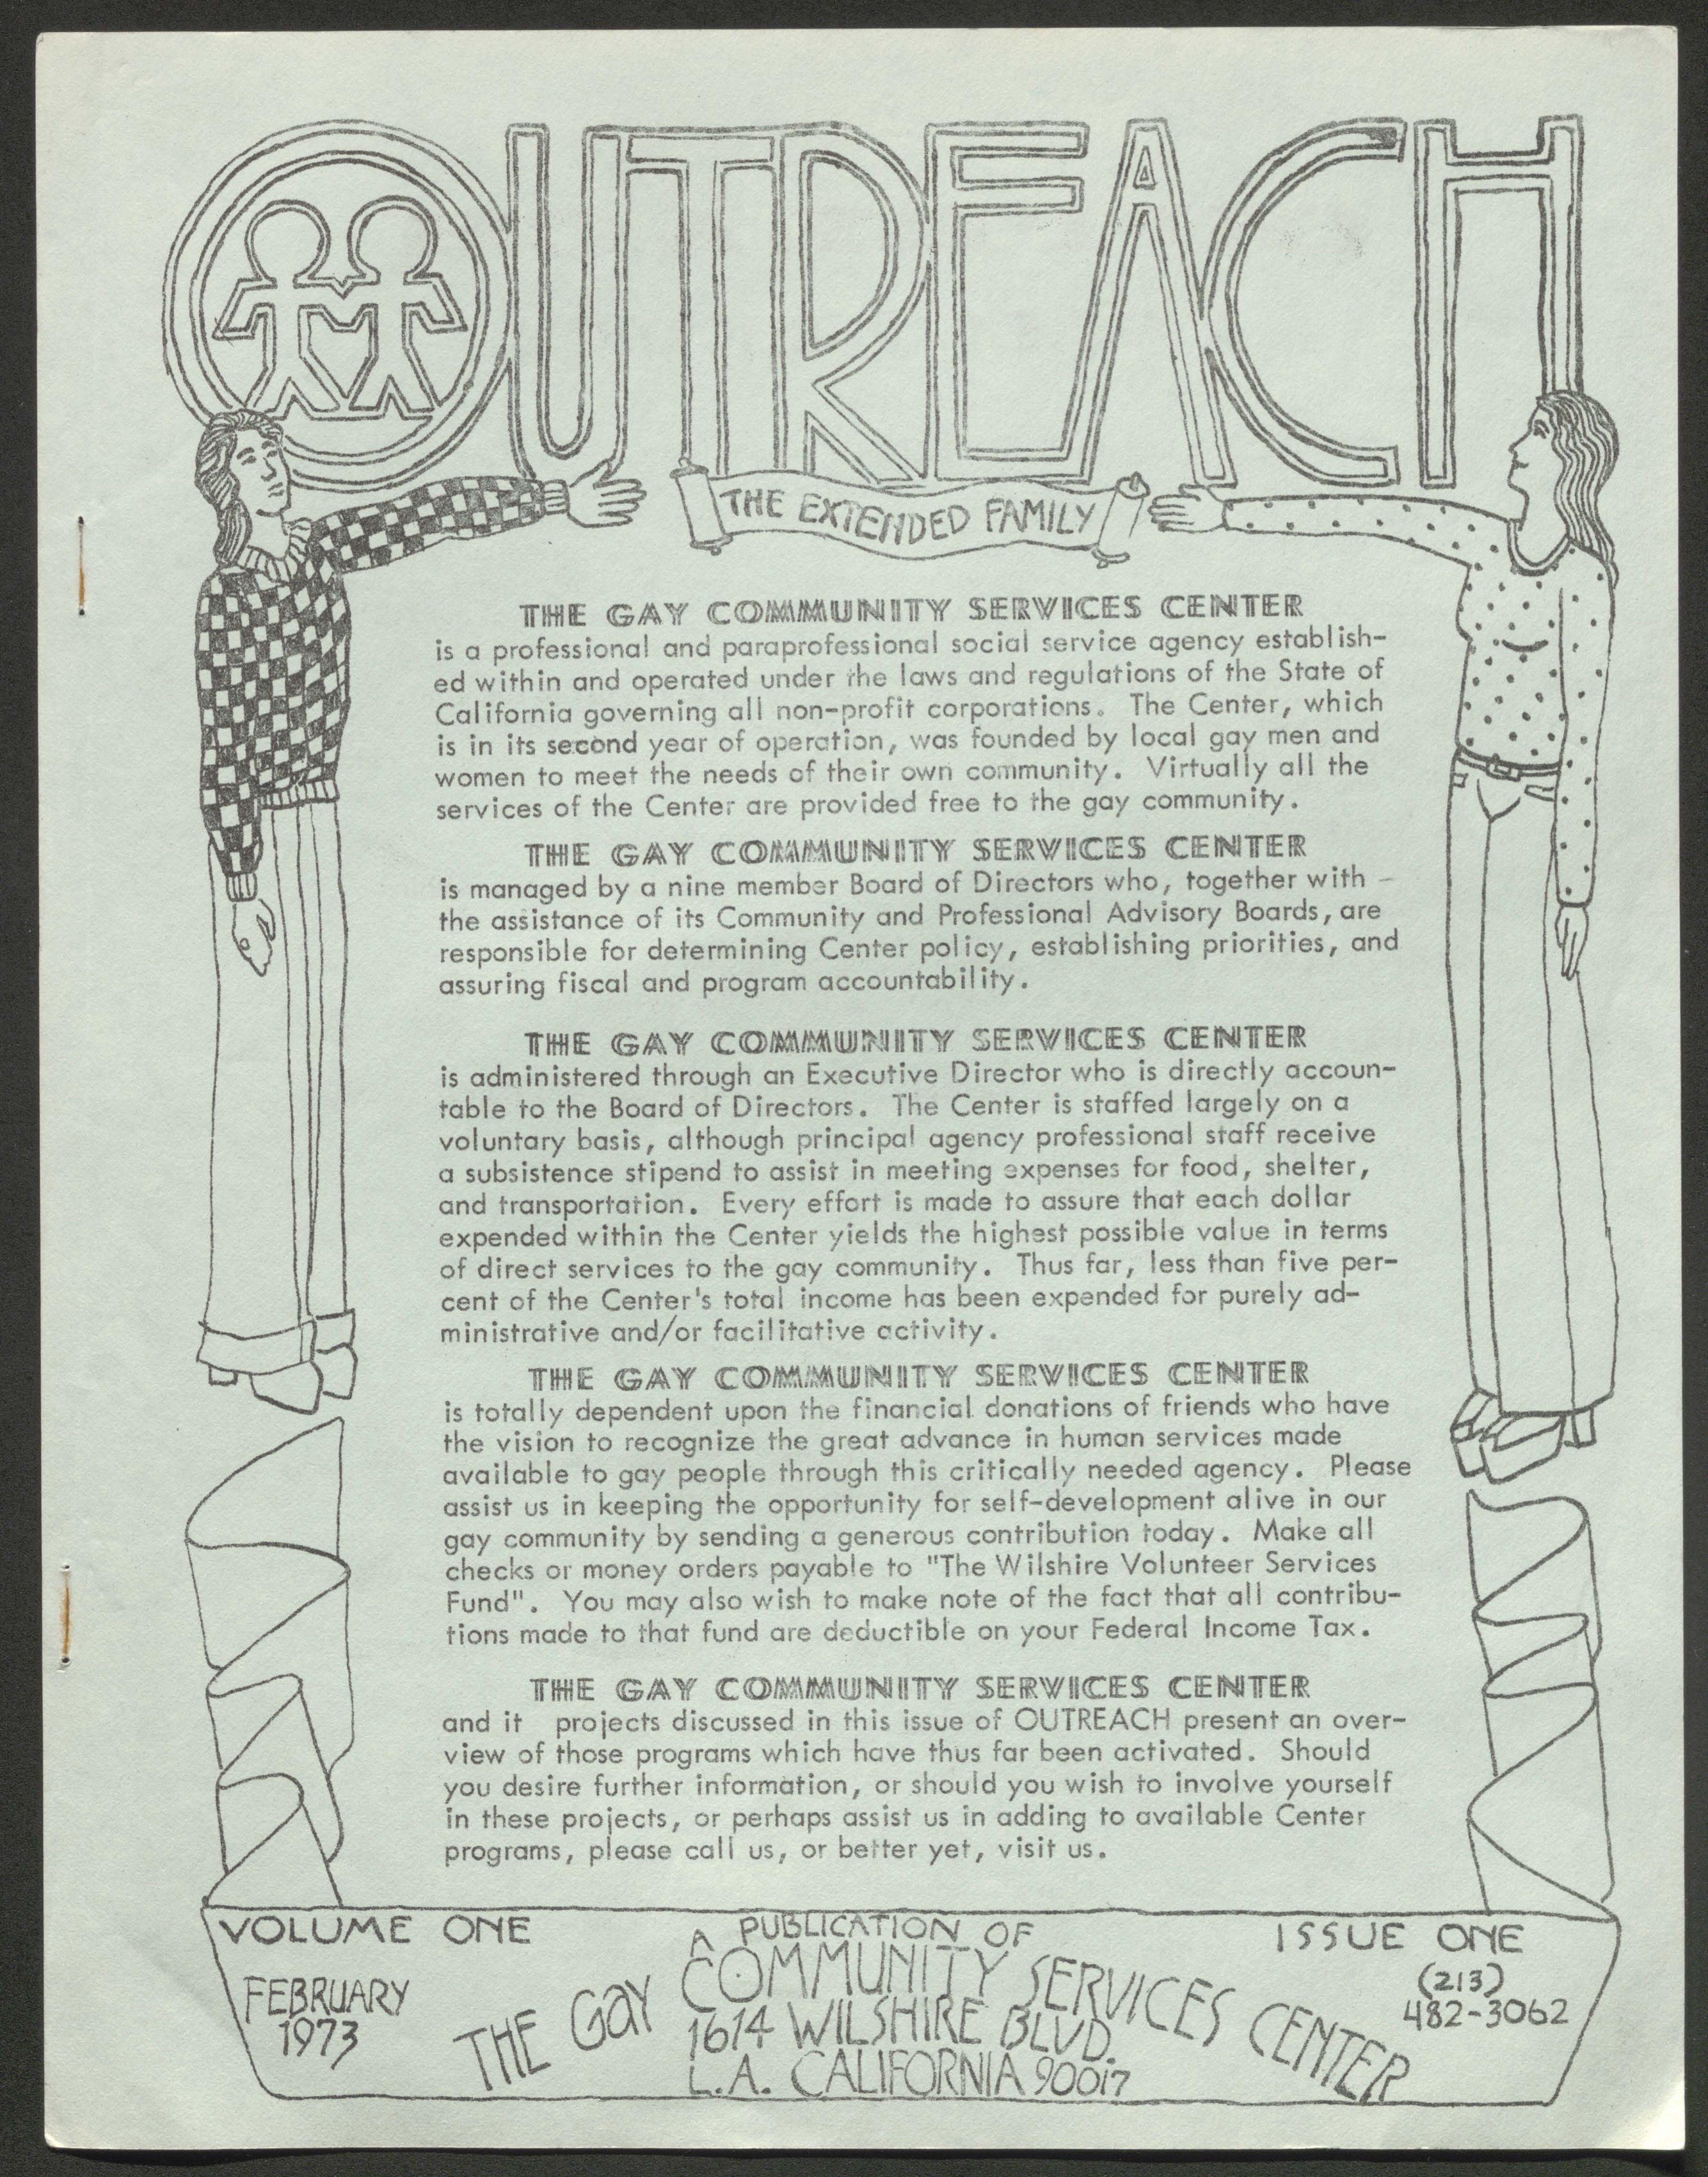 OUTREACH
THE EXTENDED FAMILY
THE GAY COMMUNITY SERVICES CENTER
is a professional and paraprofessional social service agency establish-
ed within and operated under the laws and regulations of the State of
California governing all non-profit corporations. The Center, which
is in its second year of operation, was founded by local gay men and
women to meet the needs of their own community. Virtually all the
services of the Center are provided free to the gay community.
THE GAY COMMUNITY SERVICES CENTER
is managed by a nine member Board of Directors who, together with -
the assistance of its Community and Professional Advisory Boards, are
responsible for determining Center policy, establishing priorities, and
assuring fiscal and program accountability.
THE GAY COMMUNITY SERVICES CENTER
is administered through an Executive Director who is directly accoun-
table to the Board of Directors. The Center is staffed largely on a
voluntary basis, although principal agency professional staff receive
a subsistence stipend to assist in meeting expenses for food, shelter,
and transportation. Every effort is made to assure that each dollar
expended within the Center yields the highest possible value in terms
of direct services to the gay community. Thus far, less than five per-
cent of the Center's total income has been expended for purely ad-
ministrative and/or facilitative activity.
THE GAY COMMUNITY SERVICES CENTER
is totally dependent upon the financial donations of friends who have
the vision to recognize the great advance in human services made
available to gay people through this critically needed agency. Please
assist us in keeping the opportunity for self-development alive in our
gay community by sending a generous contribution today. Make all
checks or money orders payable to "The Wilshire Volunteer Services
Fund". You may also wish to make note of the fact that all contribu-
tions made to that fund are deductible on your Federal Income Tax.
THE GAY COMMUNITY SERVICES CENTER
and it projects discussed in this issue of OUTREACH present an over-
view of those programs which have thus far been activated. Should
you desire further information, or should you wish to involve yourself
in these projects, or perhaps assist us in adding to available Center
programs, please call us, or better yet, visit us.
VOLUME ONE
FEBRUARY
1973
A PUBLICATION OF
THE GAY COMMUNITY SERVICES CENTER
1614 WILSHIRE BLVD.
L.A. CALIFORNIA 90017
ISSUE ONE
(213)
482-3062